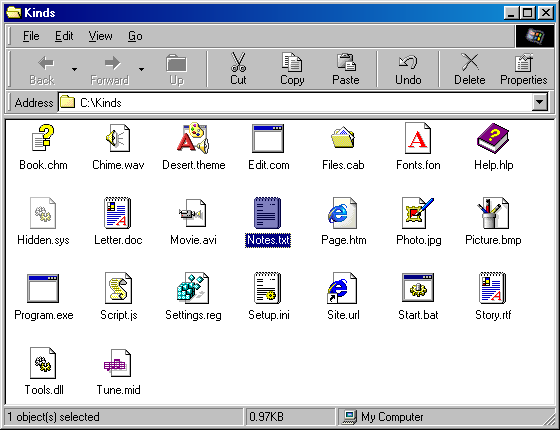 Kinds
File Edit View Go
Back Forward Up Cut Copy Paste Undo Delete Properties
Address C:\Kinds
Book.chm Chime.wav Desert.theme Edit.com Files.cab Fonts.fon Help.hlp
Hidden.sys Letter.doc Movie.avi Notes.txt Page.htm Photo.jpg Picture.bmp
Program.exe Script.js Settings.reg Setup.ini Site.url Start.bat Story.rtf
Tools.dll Tune.mid
1 object(s) selected 0.97KB My Computer